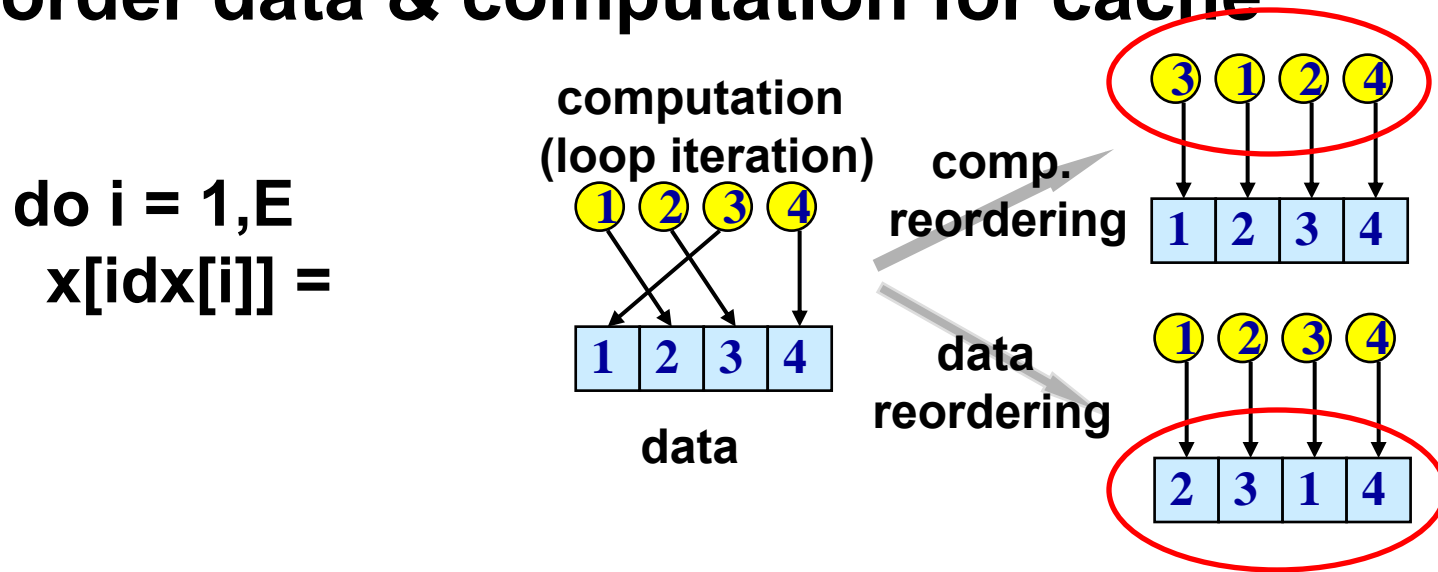 order data & computation for cache
do i = 1,E
x[idx[i]] =
computation
(loop iteration)
1 2 3 4
1 2 3 4
data
comp.
reordering
data
reordering
3 1 2 4
1 2 3 4
1 2 3 4
2 3 1 4